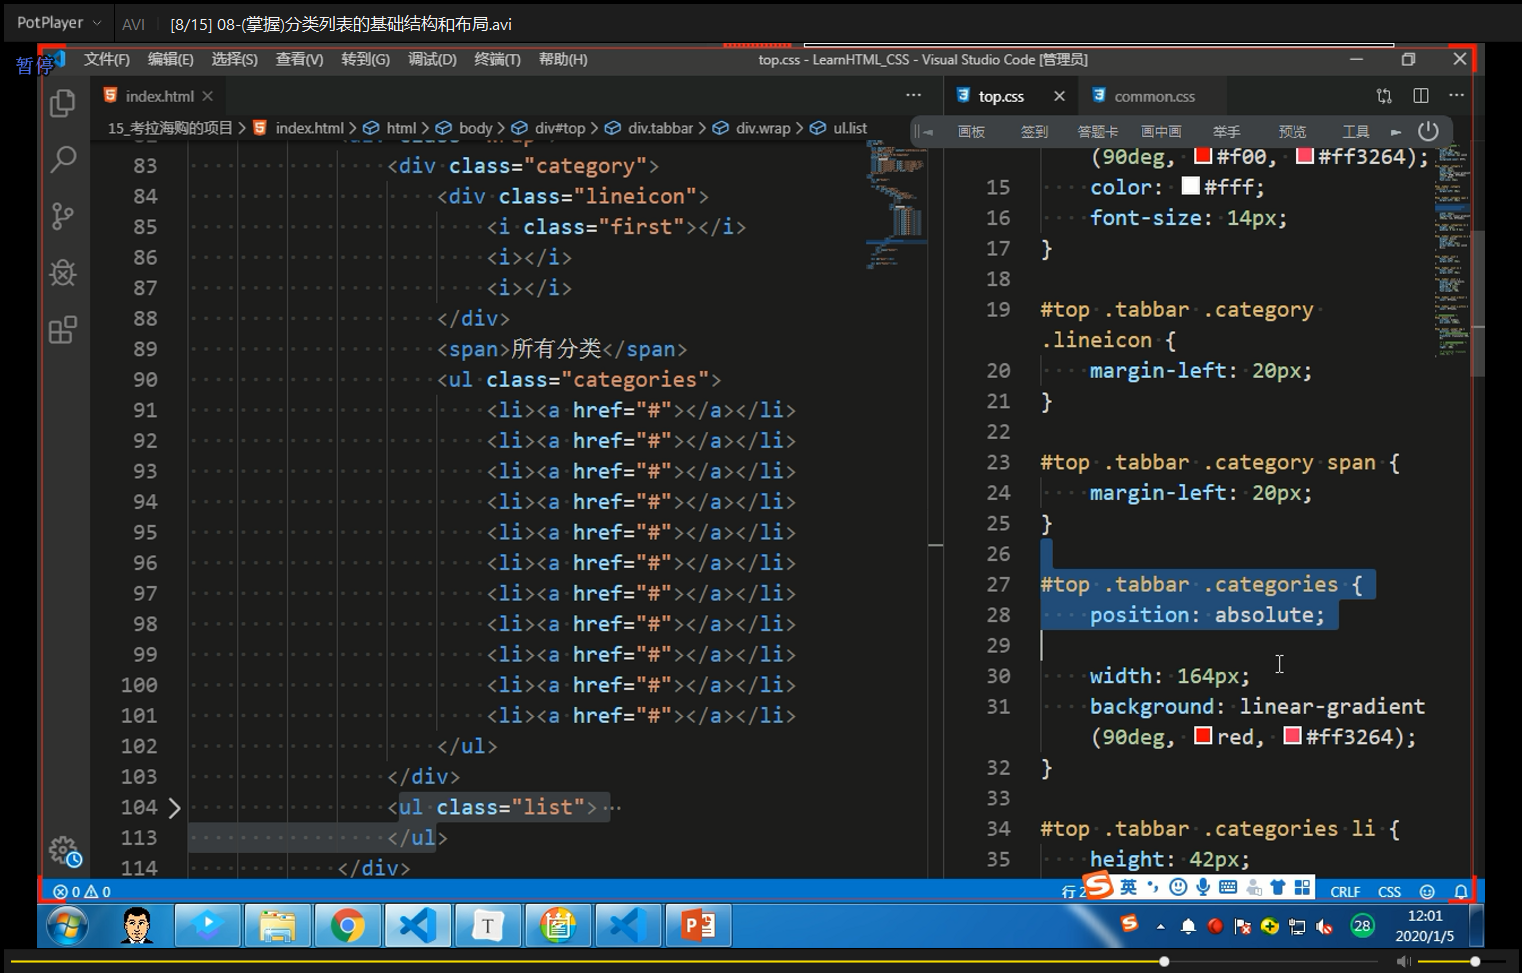 PotPlayer AVI [8/15] 08-(掌握)分类列表的基础结构和布局.avi
暂停
文件(F) 编辑(E) 选择(S) 查看(V) 转到(G) 调试(D) 终端(T) 帮助(H) top.css - LearnHTML_CSS - Visual Studio Code [管理员]
index.html
top.css
common.css
15_考拉海购的项目 > index.html > html > body > div#top > div.tabbar > div.wrap > ul.list
画板 签到 答题卡 画中画 举手 预览 工具
83 <div class="category">
84 <div class="lineicon">
85 <i class="first"></i>
86 <i></i>
87 <i></i>
88 </div>
89 <span>所有分类</span>
90 <ul class="categories">
91 <li><a href="#"></a></li>
92 <li><a href="#"></a></li>
93 <li><a href="#"></a></li>
94 <li><a href="#"></a></li>
95 <li><a href="#"></a></li>
96 <li><a href="#"></a></li>
97 <li><a href="#"></a></li>
98 <li><a href="#"></a></li>
99 <li><a href="#"></a></li>
100 <li><a href="#"></a></li>
101 <li><a href="#"></a></li>
102 </ul>
103 </div>
104 <ul class="list">…
113 </ul>
114 </div>
(90deg, #f00, #ff3264);
15 color: #fff;
16 font-size: 14px;
17 }
18
19 #top .tabbar .category
.lineicon {
20 margin-left: 20px;
21 }
22
23 #top .tabbar .category span {
24 margin-left: 20px;
25 }
26
27 #top .tabbar .categories {
28 position: absolute;
29
30 width: 164px;
31 background: linear-gradient
(90deg, red, #ff3264);
32 }
33
34 #top .tabbar .categories li {
35 height: 42px;
0 0
行 2
英
CRLF CSS
28
12:01
2020/1/5